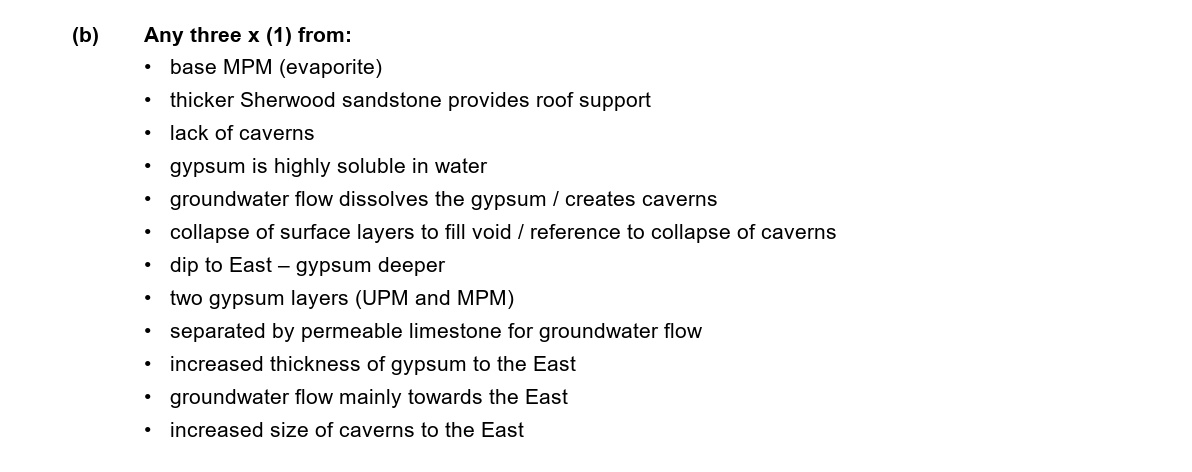 (b) Any three x (1) from:
• base MPM (evaporite)
• thicker Sherwood sandstone provides roof support
• lack of caverns
• gypsum is highly soluble in water
• groundwater flow dissolves the gypsum / creates caverns
• collapse of surface layers to fill void / reference to collapse of caverns
• dip to East – gypsum deeper
• two gypsum layers (UPM and MPM)
• separated by permeable limestone for groundwater flow
• increased thickness of gypsum to the East
• groundwater flow mainly towards the East
• increased size of caverns to the East